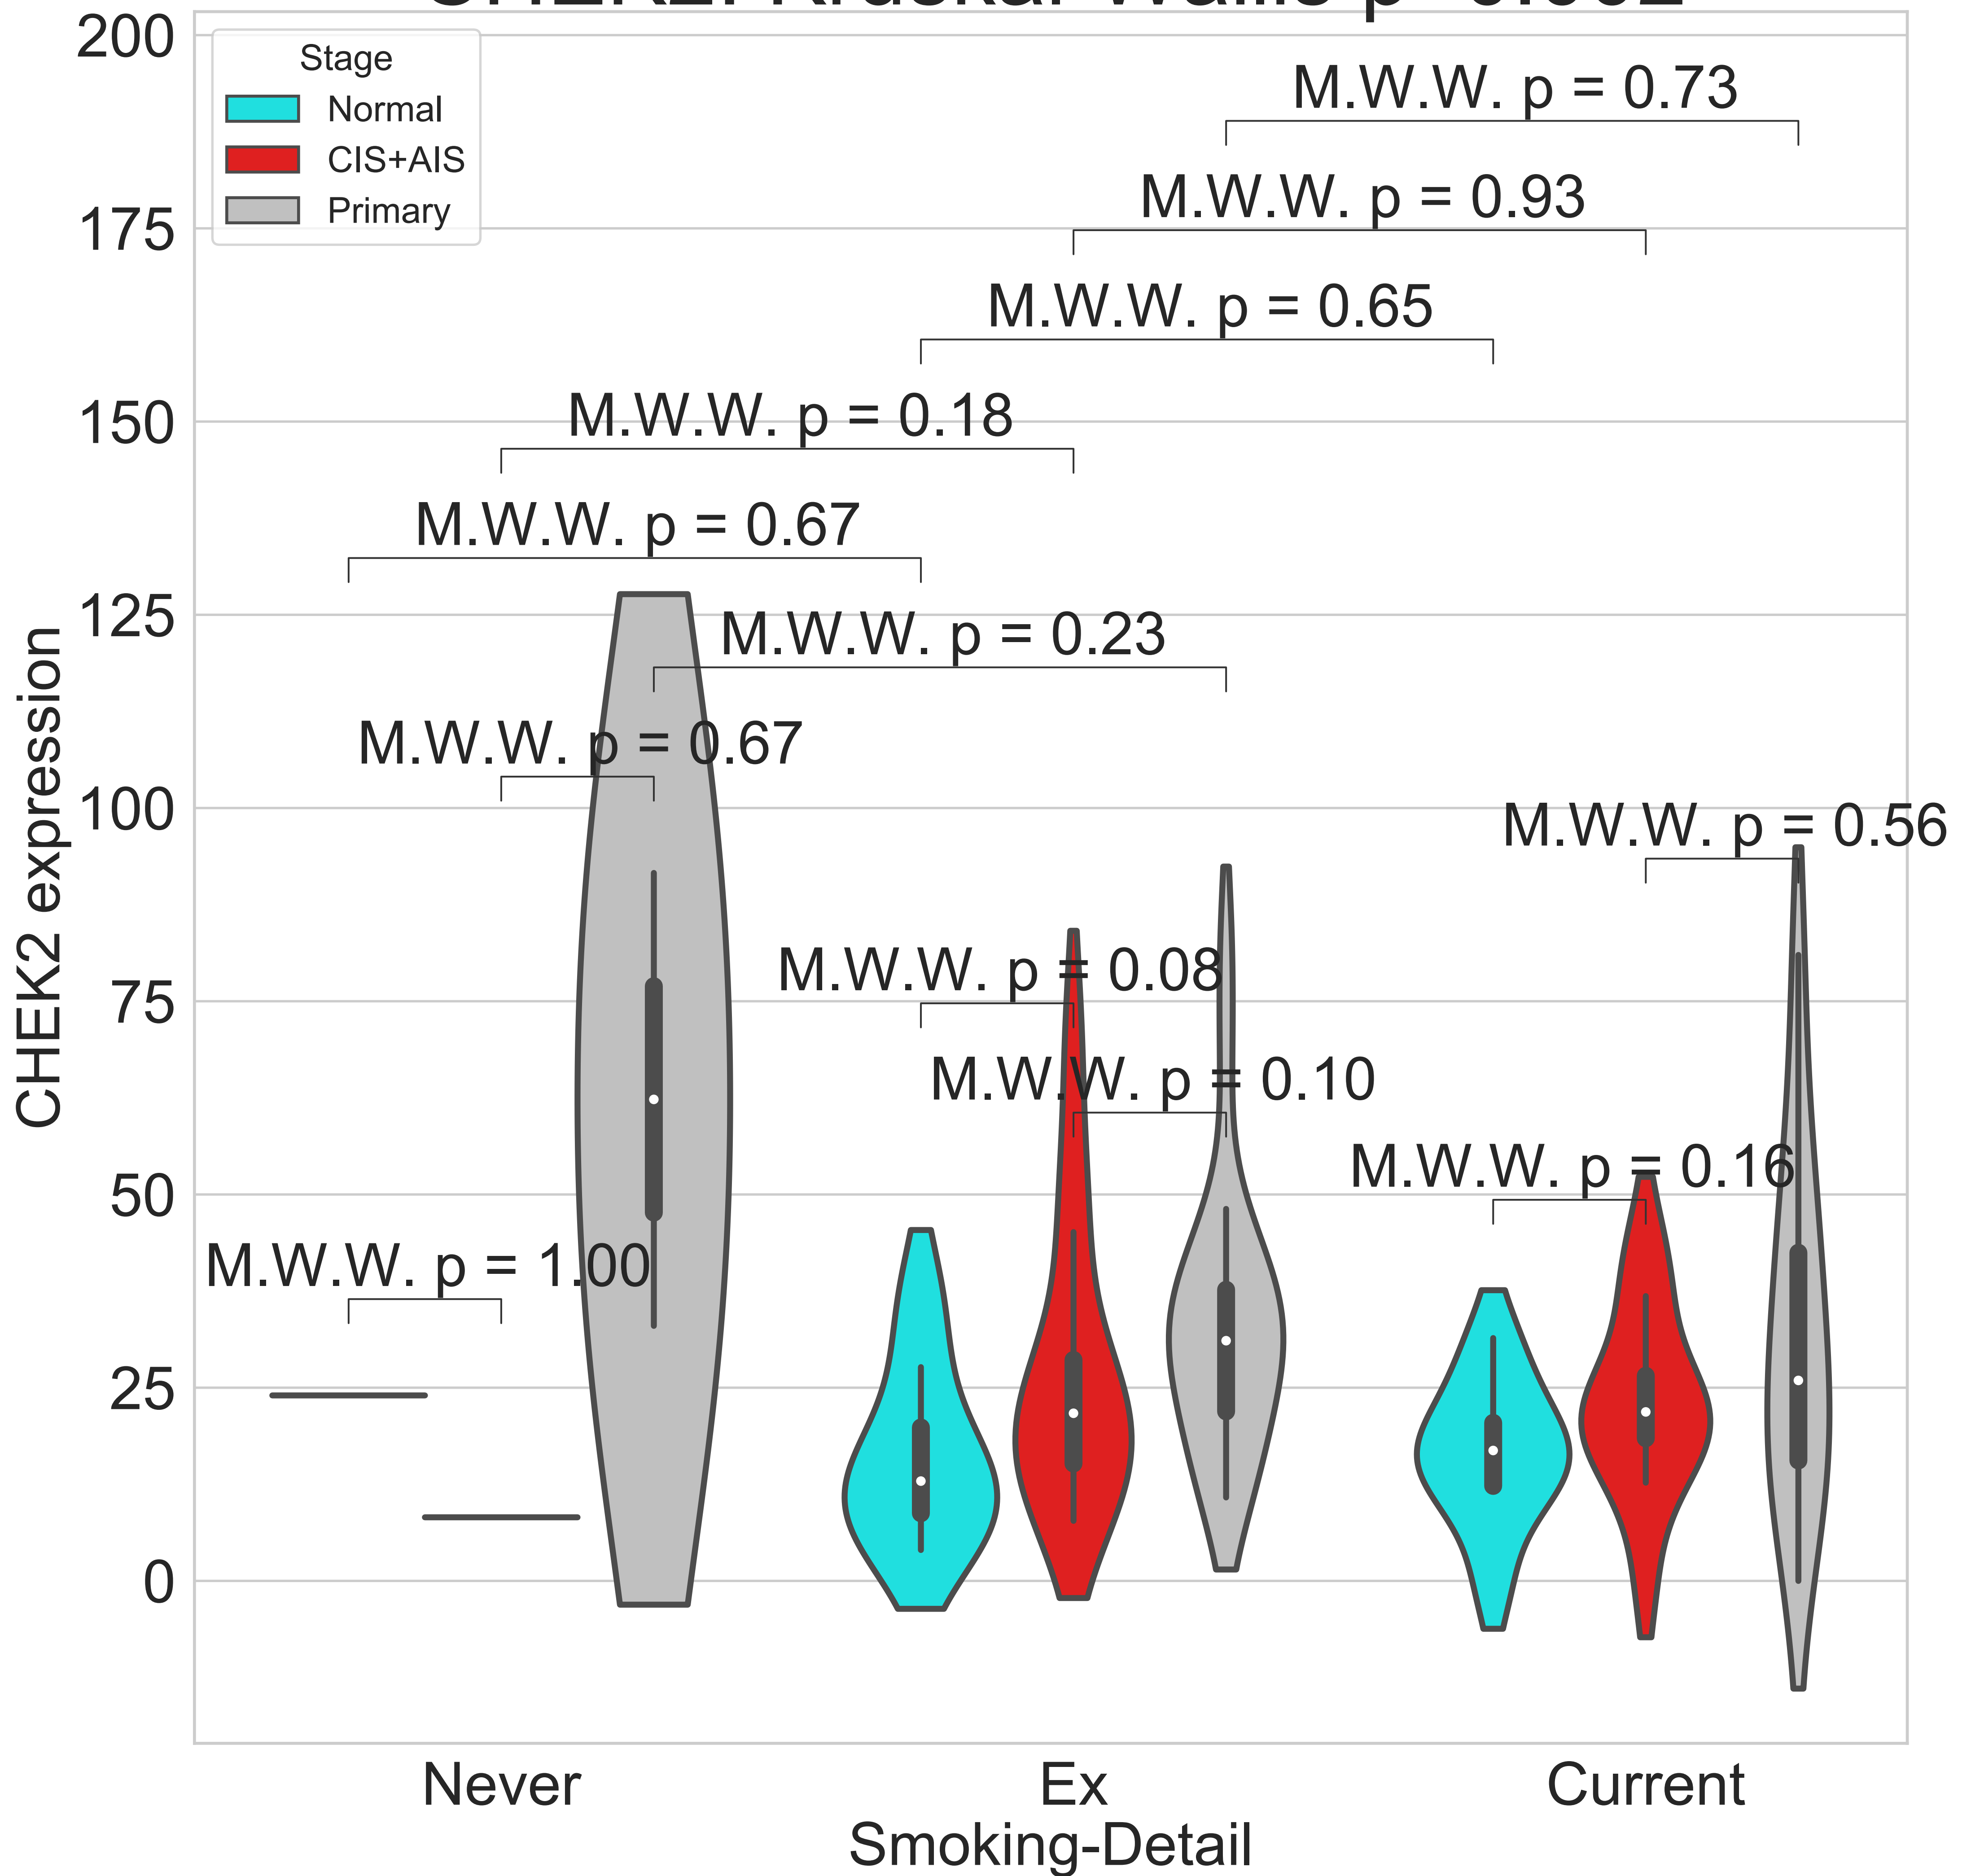 200
Stage
Normal
CIS+AIS
Primary
M.W.W. p = 0.73
M.W.W. p = 0.93
175
M.W.W. p = 0.65
M.W.W. p = 0.18
150
M.W.W. p = 0.67
125
M.W.W. p = 0.23
M.W.W. p = 0.67
100
M.W.W. p = 0.56
M.W.W. p = 0.08
75
M.W.W. p = 0.10
M.W.W. p = 0.16
50
M.W.W. p = 1.00
25
0
CHEK2 expression
Never Ex Current
Smoking-Detail